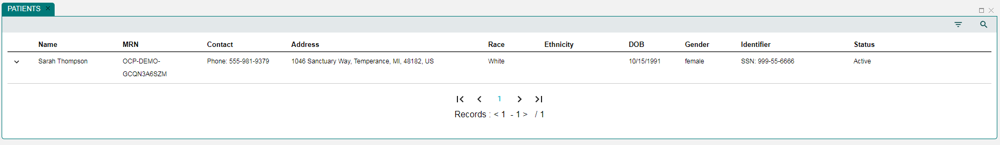 PATIENTS
Name MRN Contact Address Race Ethnicity DOB Gender Identifier Status
Sarah Thompson OCP-DEMO- Phone: 555-981-9379 1046 Sanctuary Way, Temperance, MI, 48182, US White 10/15/1991 female SSN: 999-55-6666 Active
GCQN3A6SZM
1
Records : < 1 - 1 > / 1